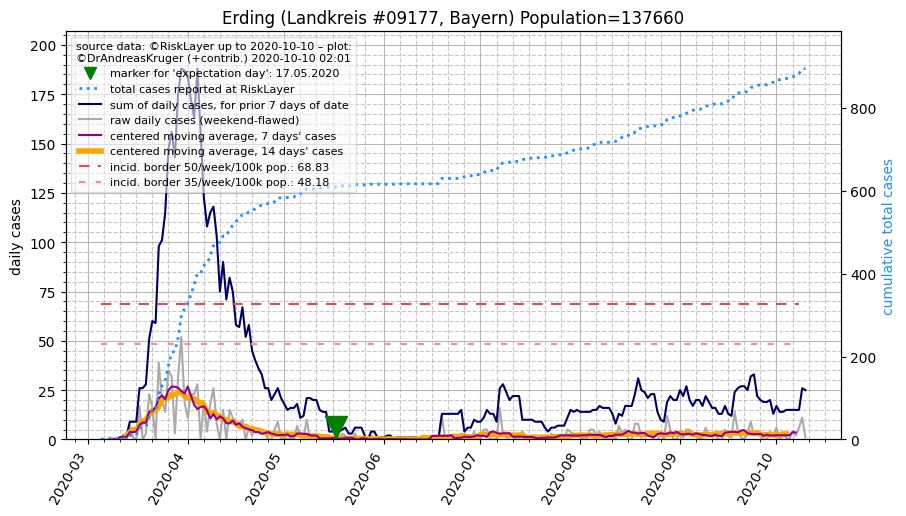 Erding (Landkreis #09177, Bayern) Population=137660
source data: ©RiskLayer up to 2020-10-10 – plot:
©DrAndreasKruger (+contrib.) 2020-10-10 02:01
marker for 'expectation day': 17.05.2020
total cases reported at RiskLayer
sum of daily cases, for prior 7 days of date
raw daily cases (weekend-flawed)
centered moving average, 7 days' cases
centered moving average, 14 days' cases
incid. border 50/week/100k pop.: 68.83
incid. border 35/week/100k pop.: 48.18
daily cases
200
175
150
125
100
75
50
25
0
cumulative total cases
800
600
400
200
0
2020-03
2020-04
2020-05
2020-06
2020-07
2020-08
2020-09
2020-10